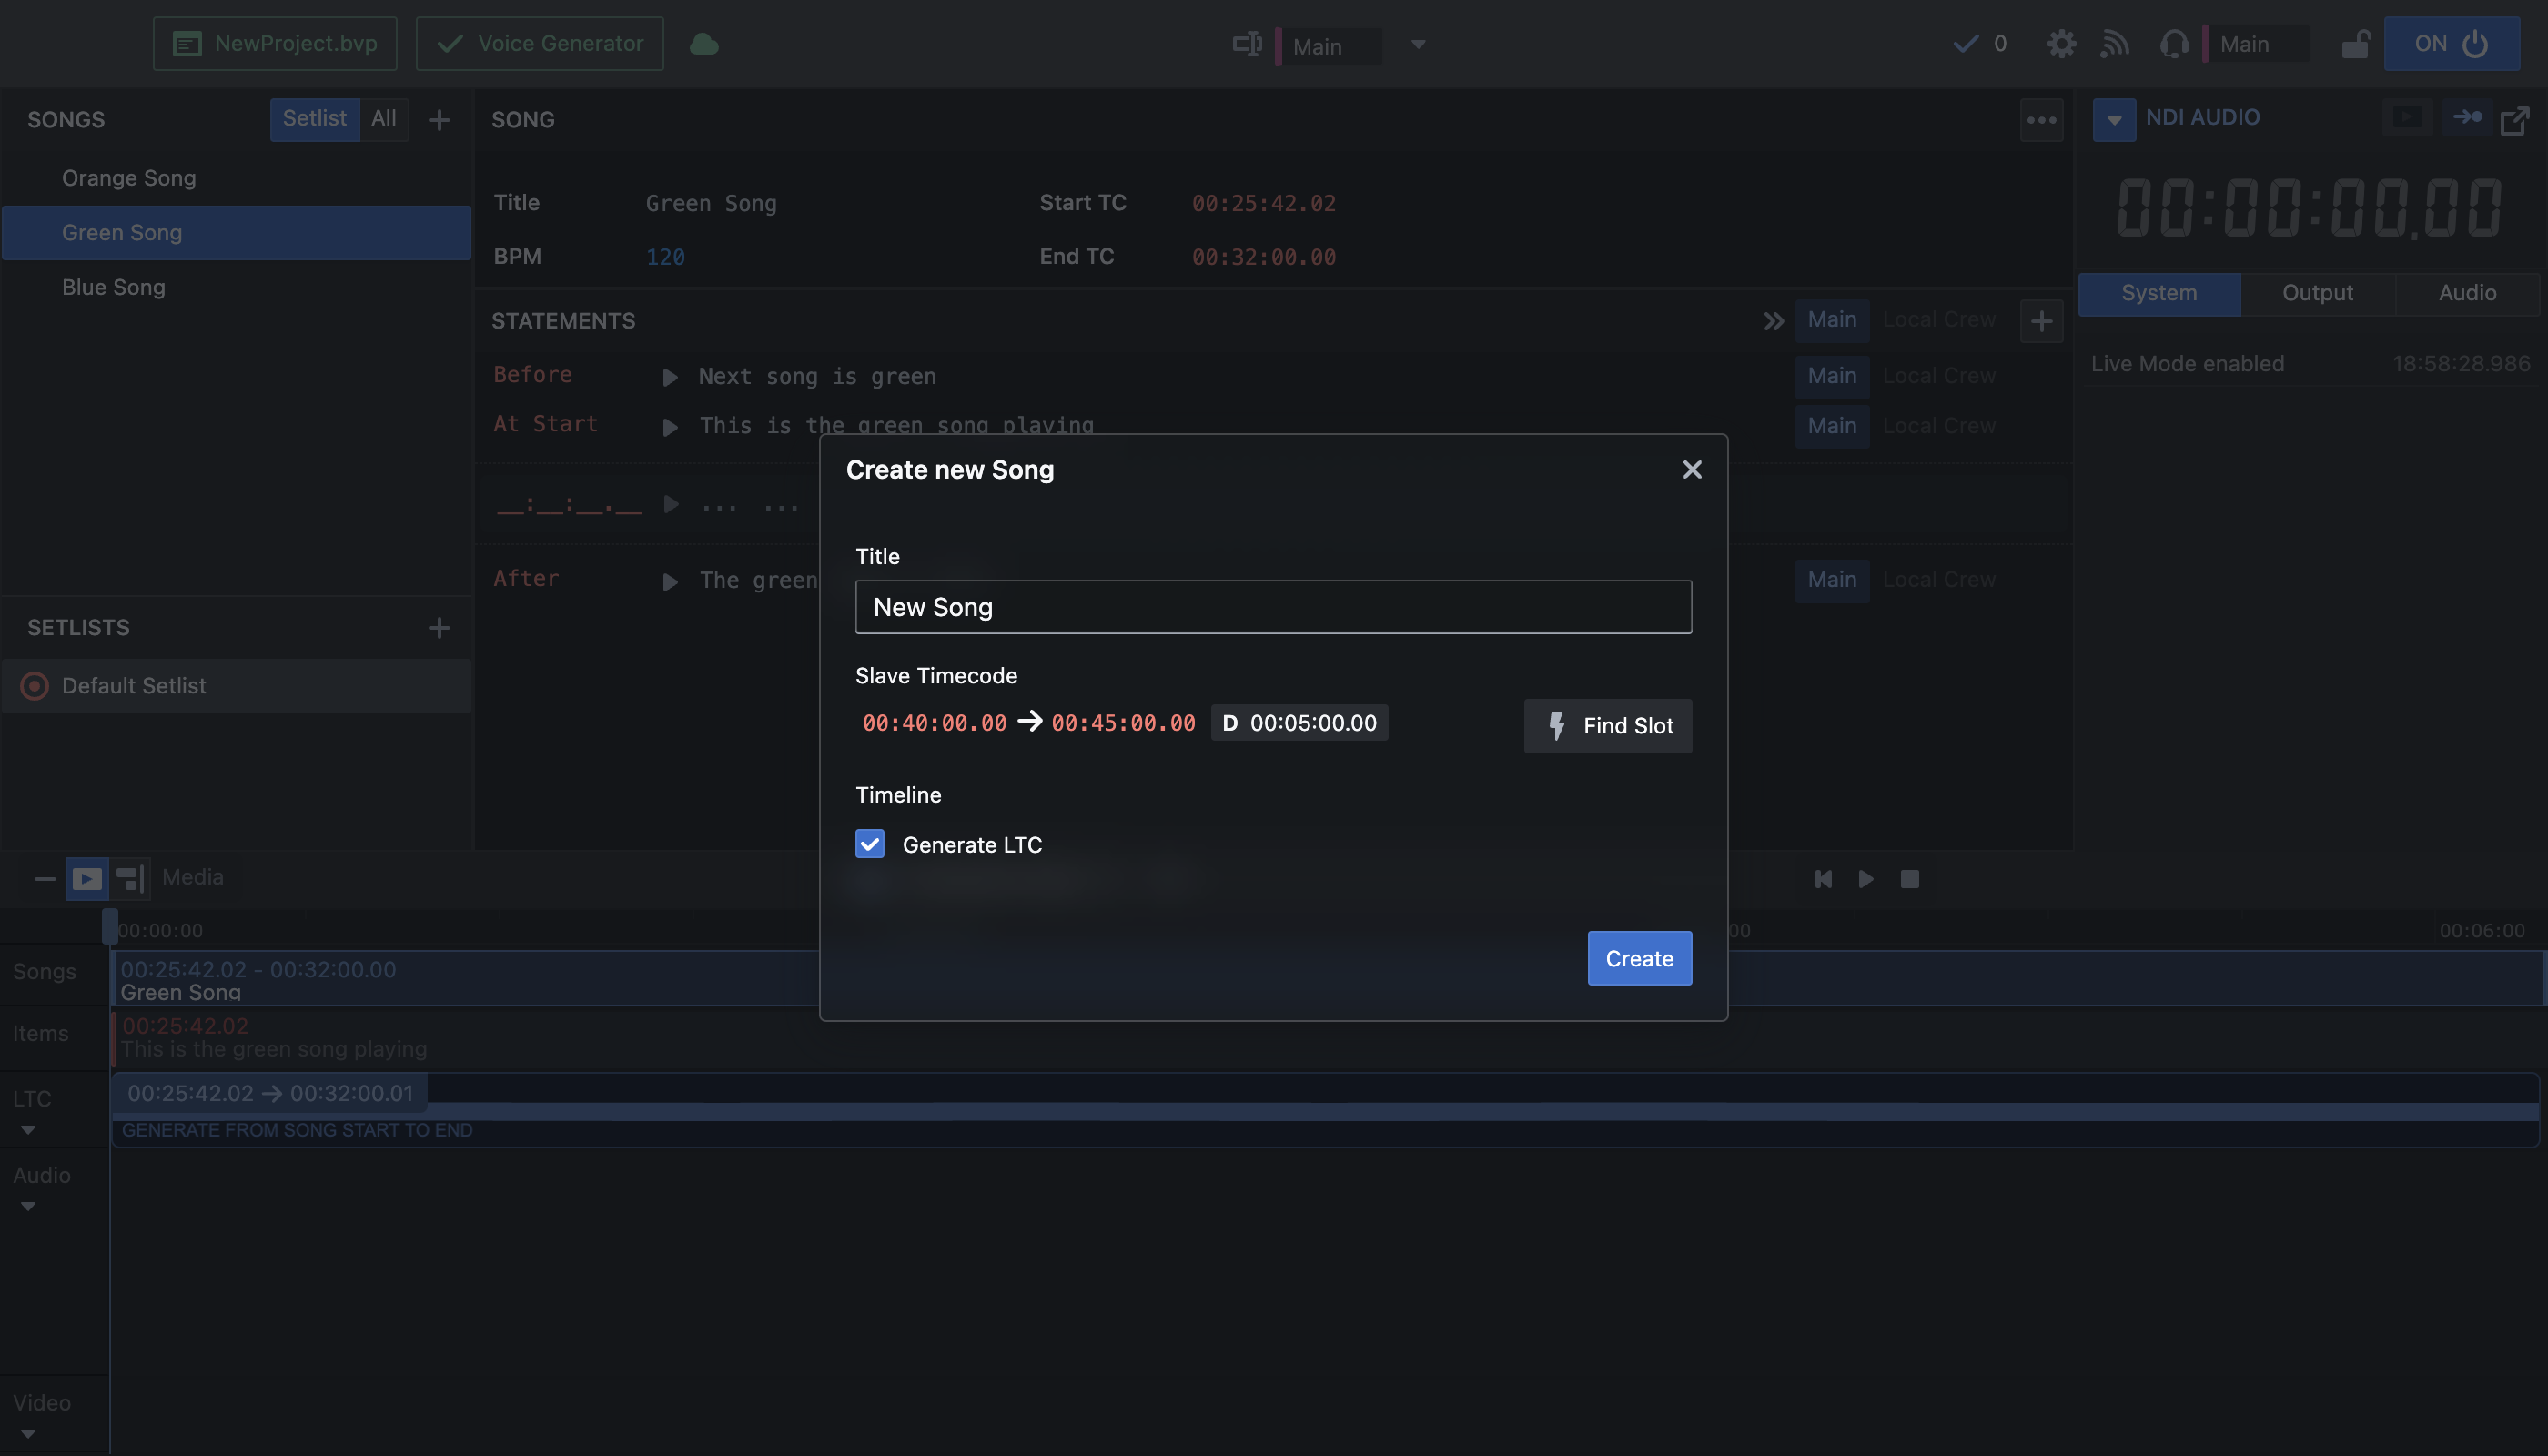 NewProject.bvp
Voice Generator
Main
0
Main
ON
SONGS
Setlist
All
Orange Song
Green Song
Blue Song
SETLISTS
Default Setlist
SONG
Title
Green Song
Start TC
00:25:42.02
BPM
120
End TC
00:32:00.00
STATEMENTS
Main
Local Crew
Before
Next song is green
Main
Local Crew
At Start
This is the green song playing
Main
Local Crew
__:__:__.__
... ...
After
The green
Main
Local Crew
NDI AUDIO
00:00:00.00
System
Output
Audio
Live Mode enabled
18:58:28.986
Create new Song
Title
New Song
Slave Timecode
00:40:00.00
00:45:00.00
D 00:05:00.00
Find Slot
Timeline
Generate LTC
Create
Media
00:00:00
00
00:06:00
Songs
00:25:42.02 - 00:32:00.00
Green Song
Items
00:25:42.02
This is the green song playing
LTC
00:25:42.02 → 00:32:00.01
GENERATE FROM SONG START TO END
Audio
Video